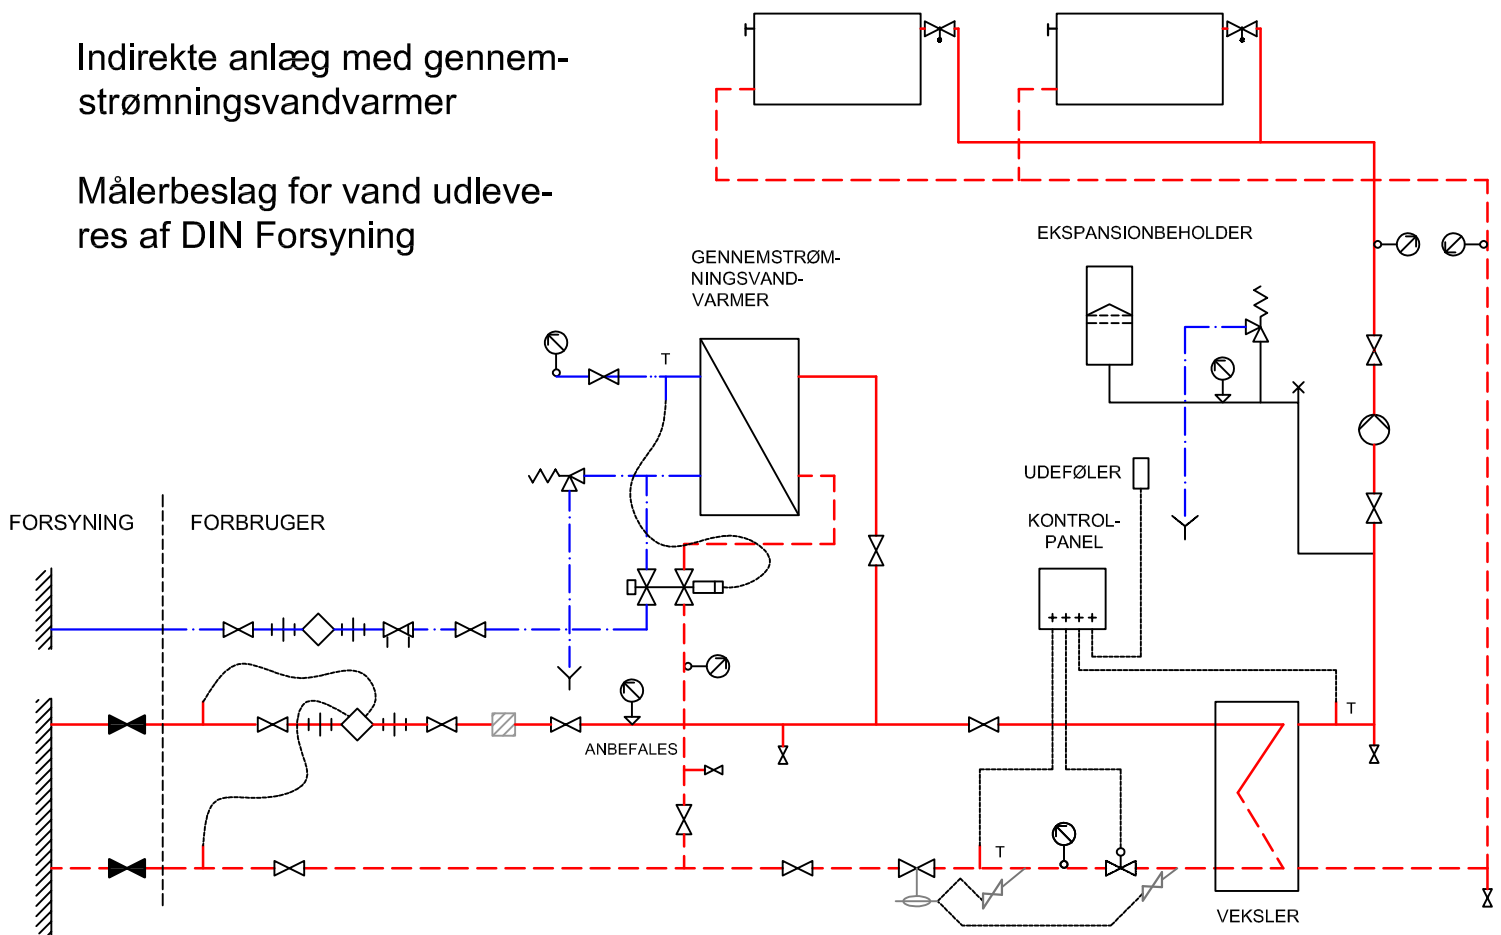 Indirekte anlæg med gennem-
strømningsvandvarmer
Målerbeslag for vand udleve-
res af DIN Forsyning
EKSPANSIONBEHOLDER
GENNEMSTRØM-
NINGSVAND-
VARMER
T
UDEFØLER
FORSYNING
FORBRUGER
KONTROL-
PANEL
T
ANBEFALES
T
VEKSLER